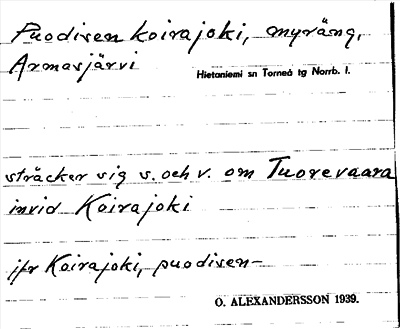 Puodisen koirajoki, myräng,
Armasjärvi
Hietaniemi sn Torneå tg Norrb. l.
sträcker sig s. och v. om Tuorevaara
invid Koirajoki
jfr Koirajoki, puodisen-
O. ALEXANDERSSON 1939.